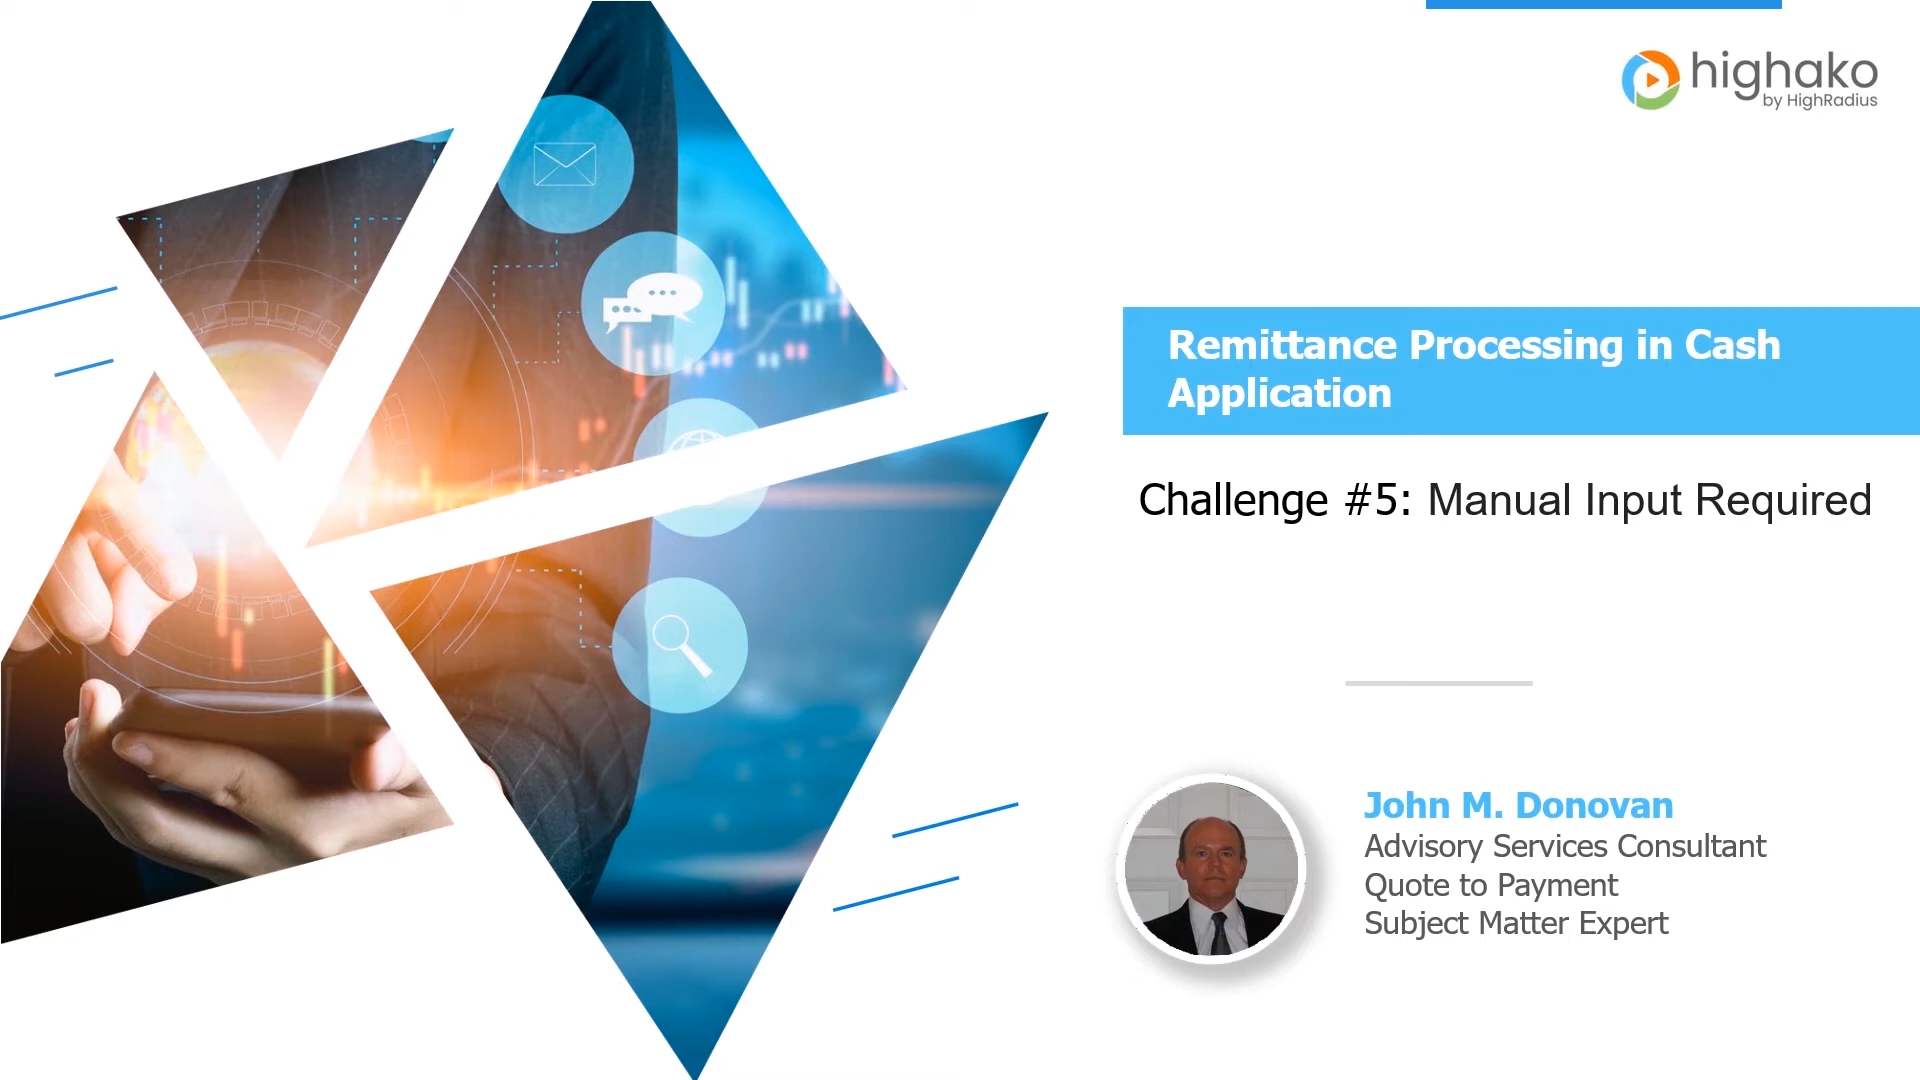 highako
by HighRadius
Remittance Processing in Cash
Application
Challenge #5: Manual Input Required
John M. Donovan
Advisory Services Consultant
Quote to Payment
Subject Matter Expert